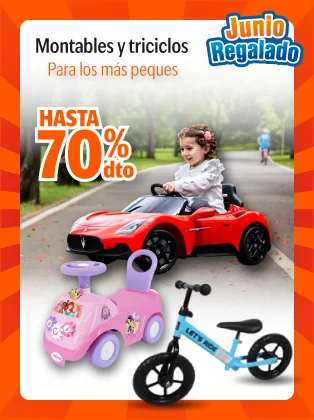 Junio
Regalado
Montables y triciclos
Para los más peques
HASTA
70%
dto
LET'S RIDE